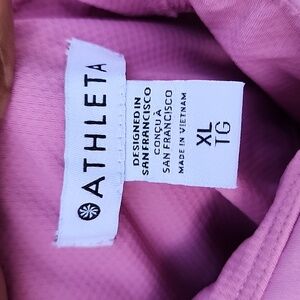 ATHLETA
DESIGNED IN
SAN FRANCISCO
CONÇU À
SAN FRANCISCO
MADE IN VIETNAM
XL
TG